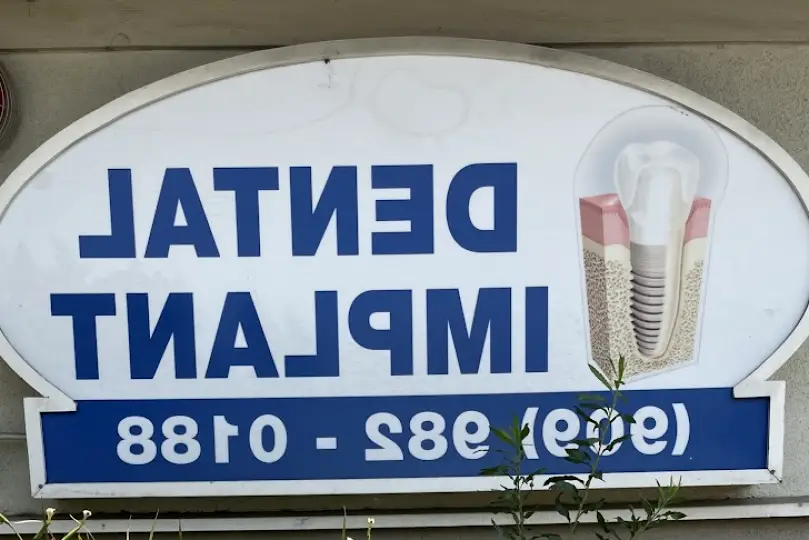 DENTAL
IMPLANT
(909) 982 - 0188